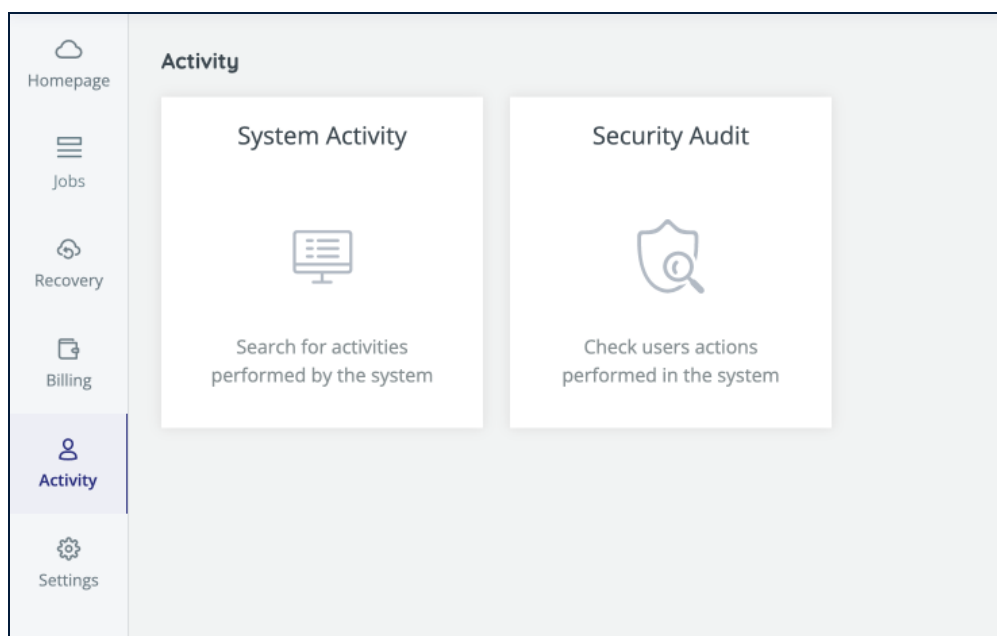 Homepage
Jobs
Recovery
Billing
Activity
Settings
Activity
System Activity
Search for activities
performed by the system
Security Audit
Check users actions
performed in the system